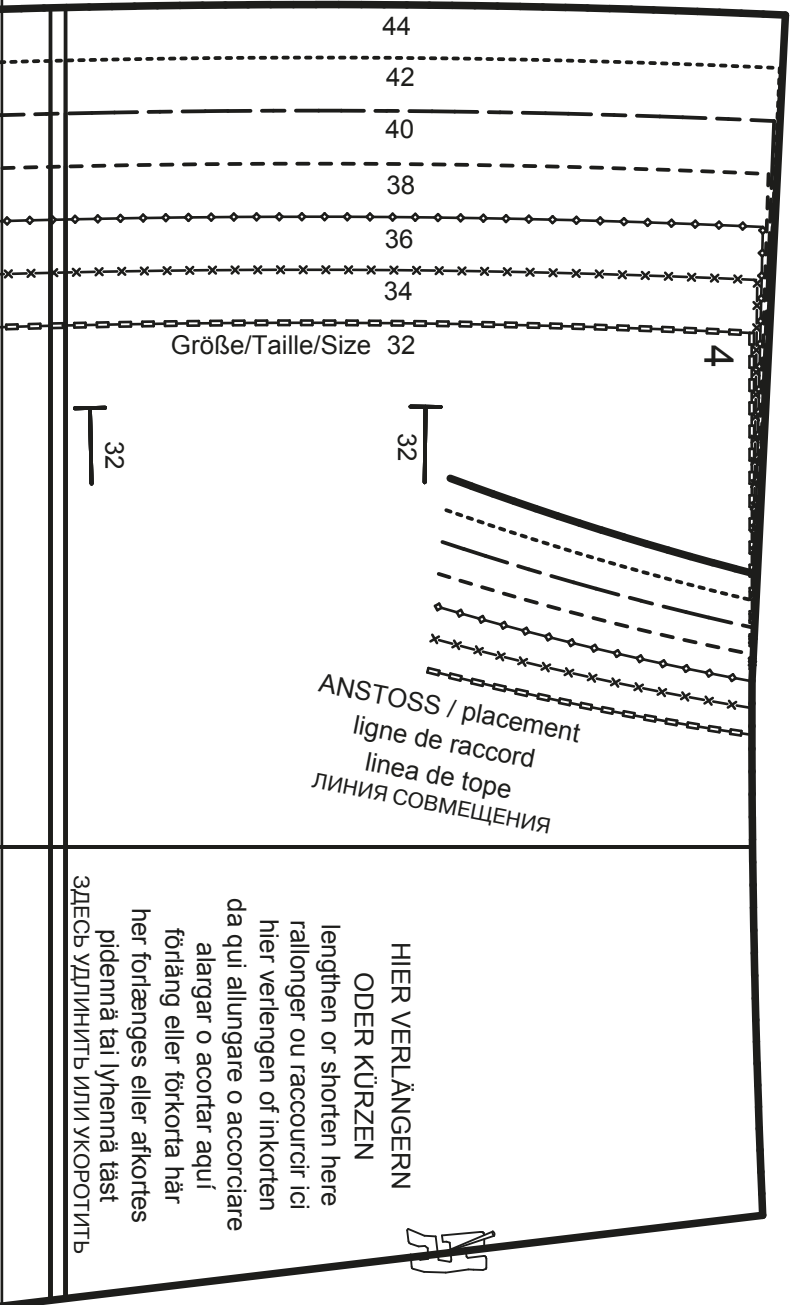 44
42
40
38
36
34
Größe/Taille/Size 32
4
32
32
ANSTOSS / placement
ligne de raccord
linea de tope
ЛИНИЯ СОВМЕЩЕНИЯ
HIER VERLÄNGERN
ODER KÜRZEN
lengthen or shorten here
rallonger ou raccourcir ici
hier verlengen of inkorten
da qui allungare o accorciare
alargar o acortar aquí
förläng eller förkorta här
her forlænges eller afkortes
pidennä tai lyhennä täst
ЗДЕСЬ УДЛИНИТЬ ИЛИ УКОРОТИТЬ